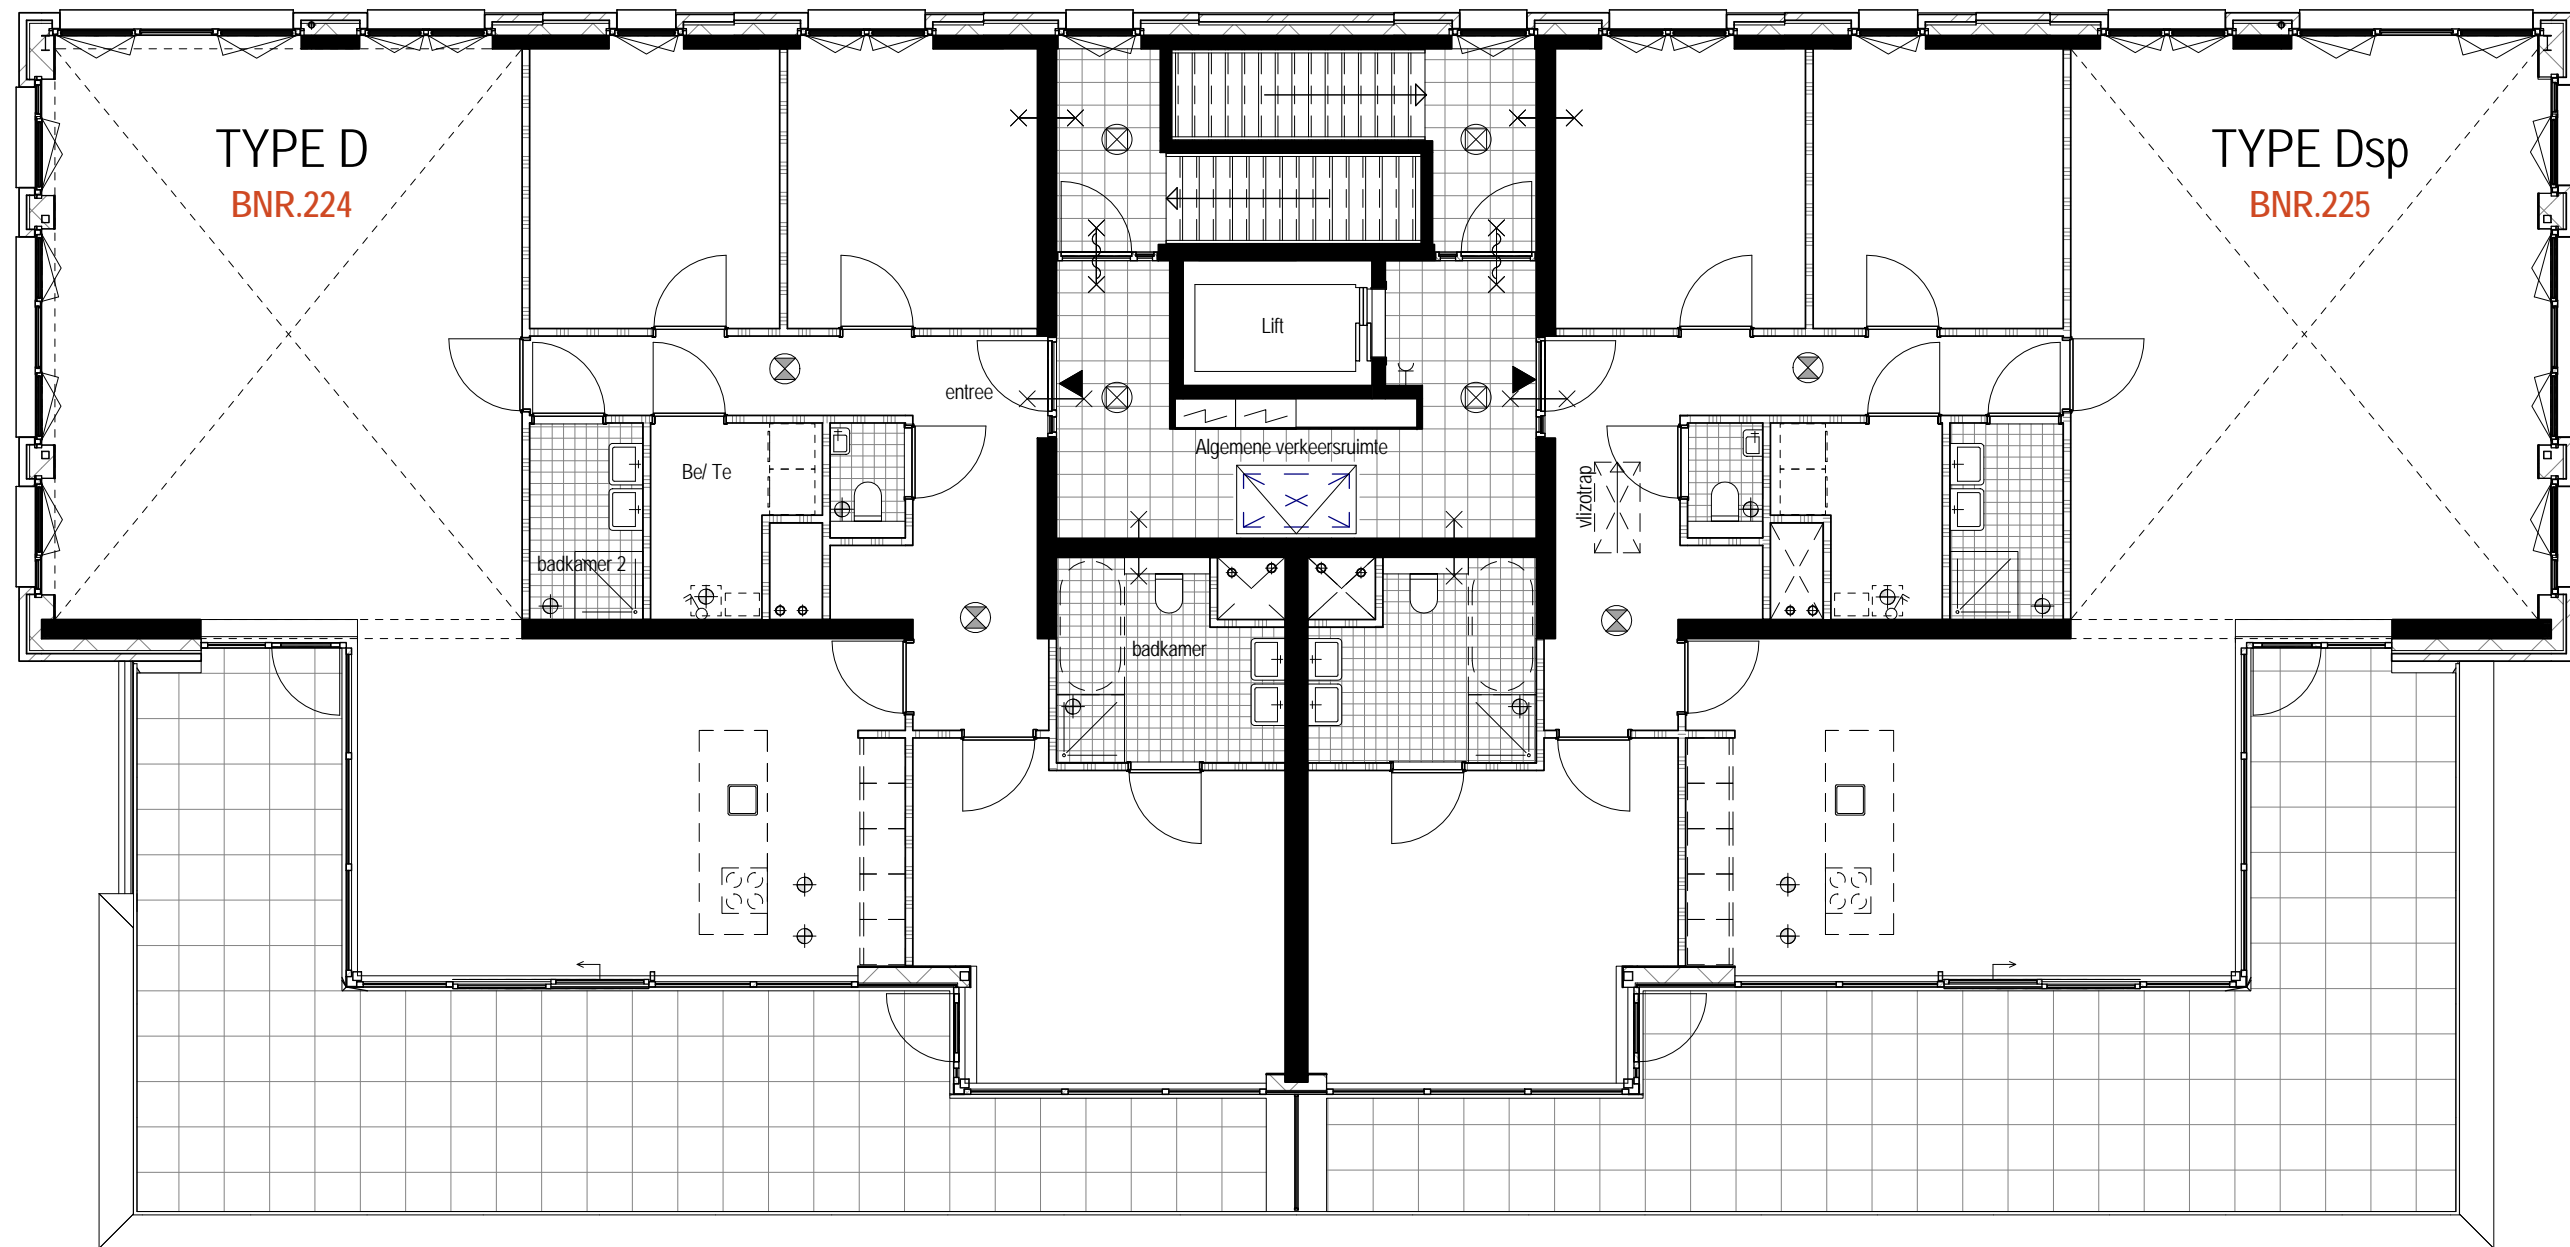 TYPE D
BNR.224
TYPE Dsp
BNR.225
Lift
entree
Algemene verkeersruimte
Be/ Te
vlizotrap
badkamer 2
badkamer